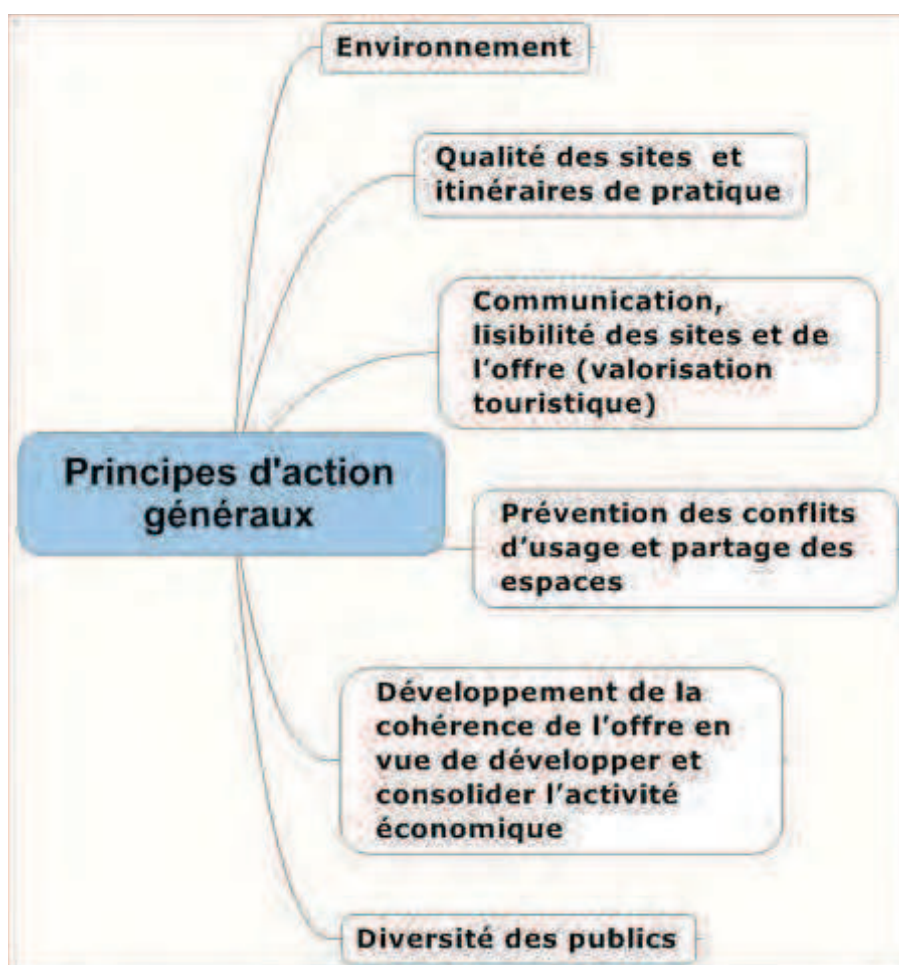 Environnement
Qualité des sites et
itinéraires de pratique
Communication,
lisibilité des sites et de
l'offre (valorisation
touristique)
Principes d'action
généraux
Prévention des conflits
d'usage et partage des
espaces
Développement de la
cohérence de l'offre en
vue de développer et
consolider l'activité
économique
Diversité des publics